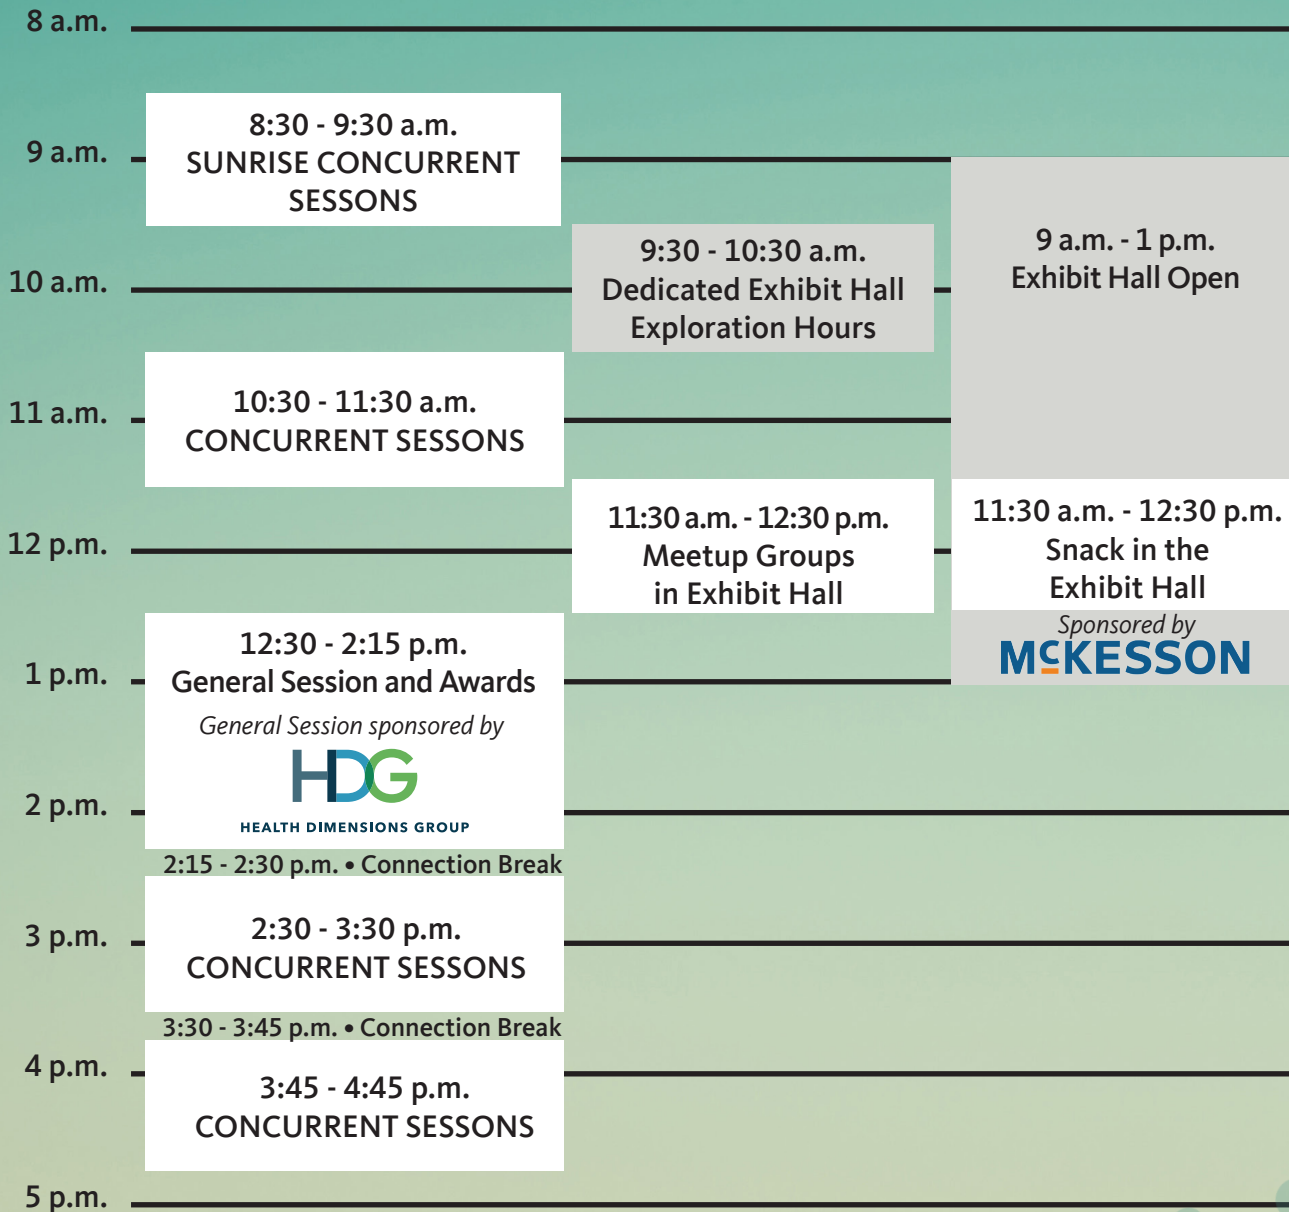 8 a.m.
8:30 - 9:30 a.m.
SUNRISE CONCURRENT
SESSONS
9 a.m.
9:30 - 10:30 a.m.
Dedicated Exhibit Hall
Exploration Hours
9 a.m. - 1 p.m.
Exhibit Hall Open
10 a.m.
10:30 - 11:30 a.m.
CONCURRENT SESSONS
11 a.m.
11:30 a.m. - 12:30 p.m.
Meetup Groups
in Exhibit Hall
11:30 a.m. - 12:30 p.m.
Snack in the
Exhibit Hall
Sponsored by
McKESSON
12 p.m.
12:30 - 2:15 p.m.
General Session and Awards
General Session sponsored by
HDG
HEALTH DIMENSIONS GROUP
1 p.m.
2 p.m.
2:15 - 2:30 p.m. • Connection Break
2:30 - 3:30 p.m.
CONCURRENT SESSONS
3 p.m.
3:30 - 3:45 p.m. • Connection Break
3:45 - 4:45 p.m.
CONCURRENT SESSONS
4 p.m.
5 p.m.